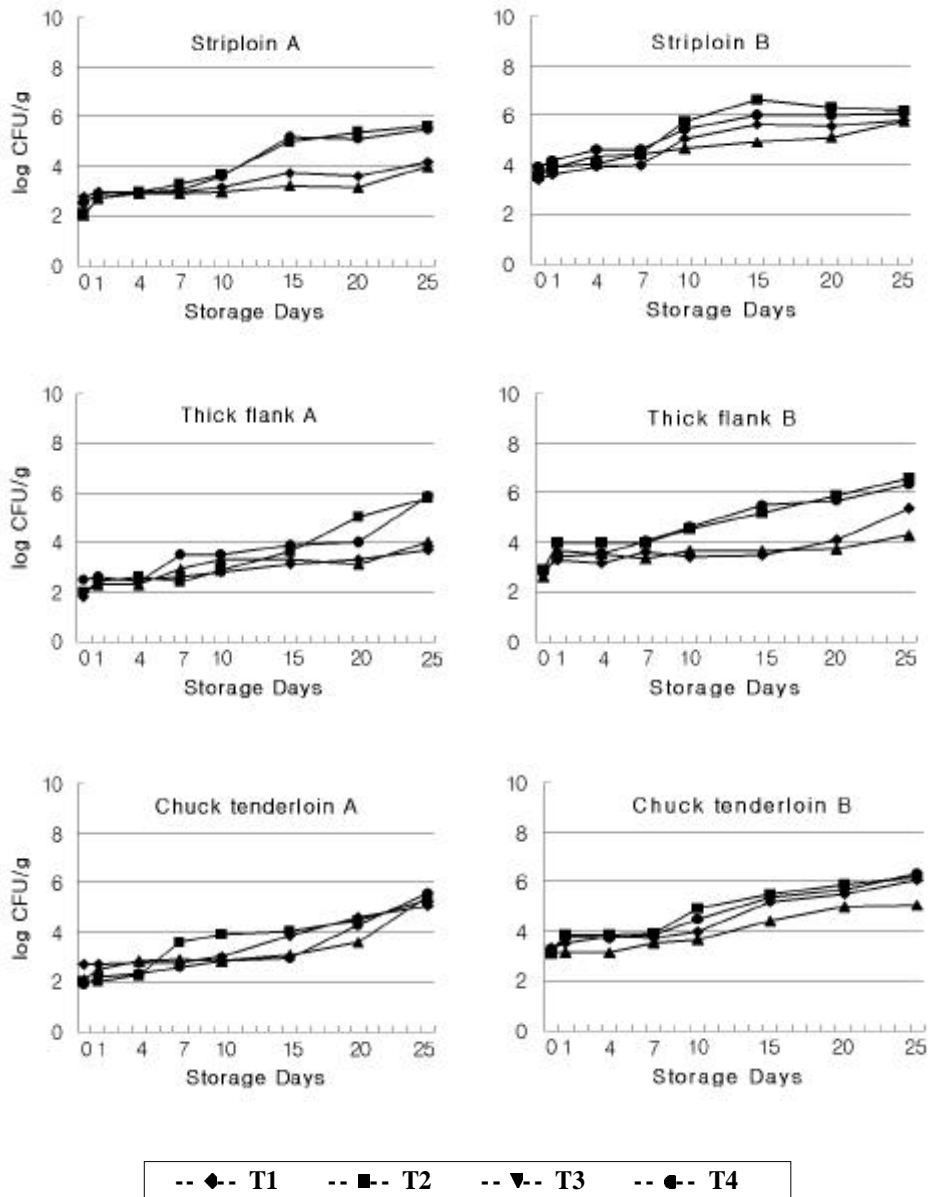 Striploin A
10
8
6
4
2
0
log CFU/g
0 1 4 7 10 15 20 25
Storage Days
Striploin B
10
8
6
4
2
0
0 1 4 7 10 15 20 25
Storage Days
Thick flank A
10
8
6
4
2
0
log CFU/g
0 1 4 7 10 15 20 25
Storage Days
Thick flank B
10
8
6
4
2
0
0 1 4 7 10 15 20 25
Storage Days
Chuck tenderloin A
10
8
6
4
2
0
log CFU/g
0 1 4 7 10 15 20 25
Storage Days
Chuck tenderloin B
10
8
6
4
2
0
0 1 4 7 10 15 20 25
Storage Days
T1 T2 T3 T4